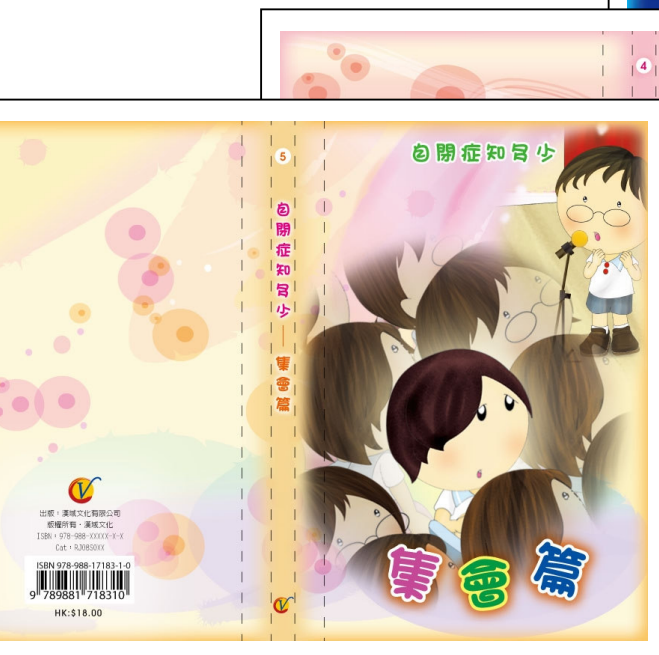 4
5
自閉症知多少——集會篇
自閉症知多少
集會篇
出版：漢城文化有限公司
版權所有·漢城文化
ISBN：978-988-XXXXX-X-X
Cat：RJ08SOXX
ISBN 978-988-17183-1-0
9 789881 718310
HK:$18.00